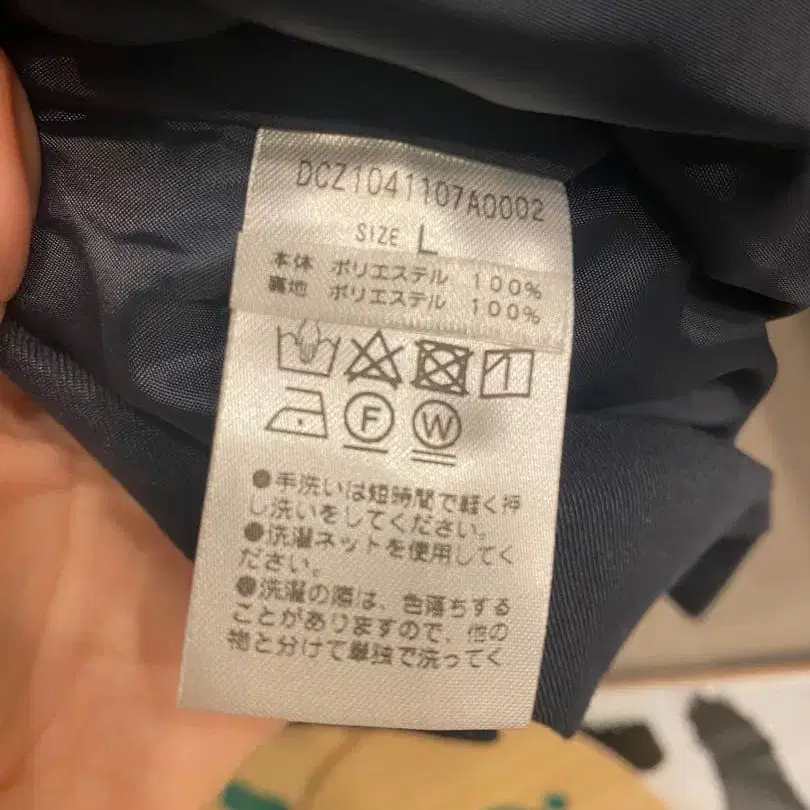 DCZ1041107A0002
SIZE L
本体 ポリエステル 100%
裏地 ポリエステル 100%
F W
●手洗いは短時間で軽く押
し洗いをしてください。
●洗濯ネットを使用してく
ださい。
●洗濯の際は、色落ちする
ことがありますので、他の
物と分けて単独で洗ってく